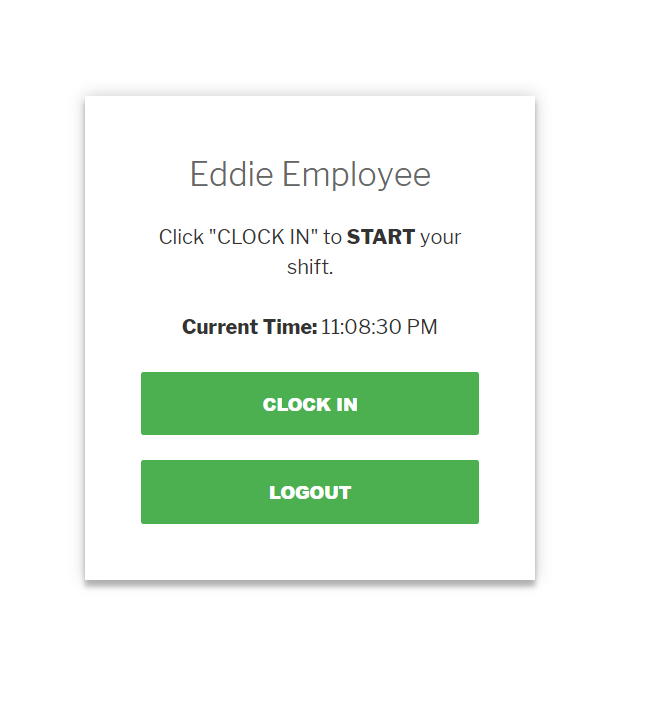 Eddie Employee
Click "CLOCK IN" to START your
shift.
Current Time: 11:08:30 PM
CLOCK IN
LOGOUT